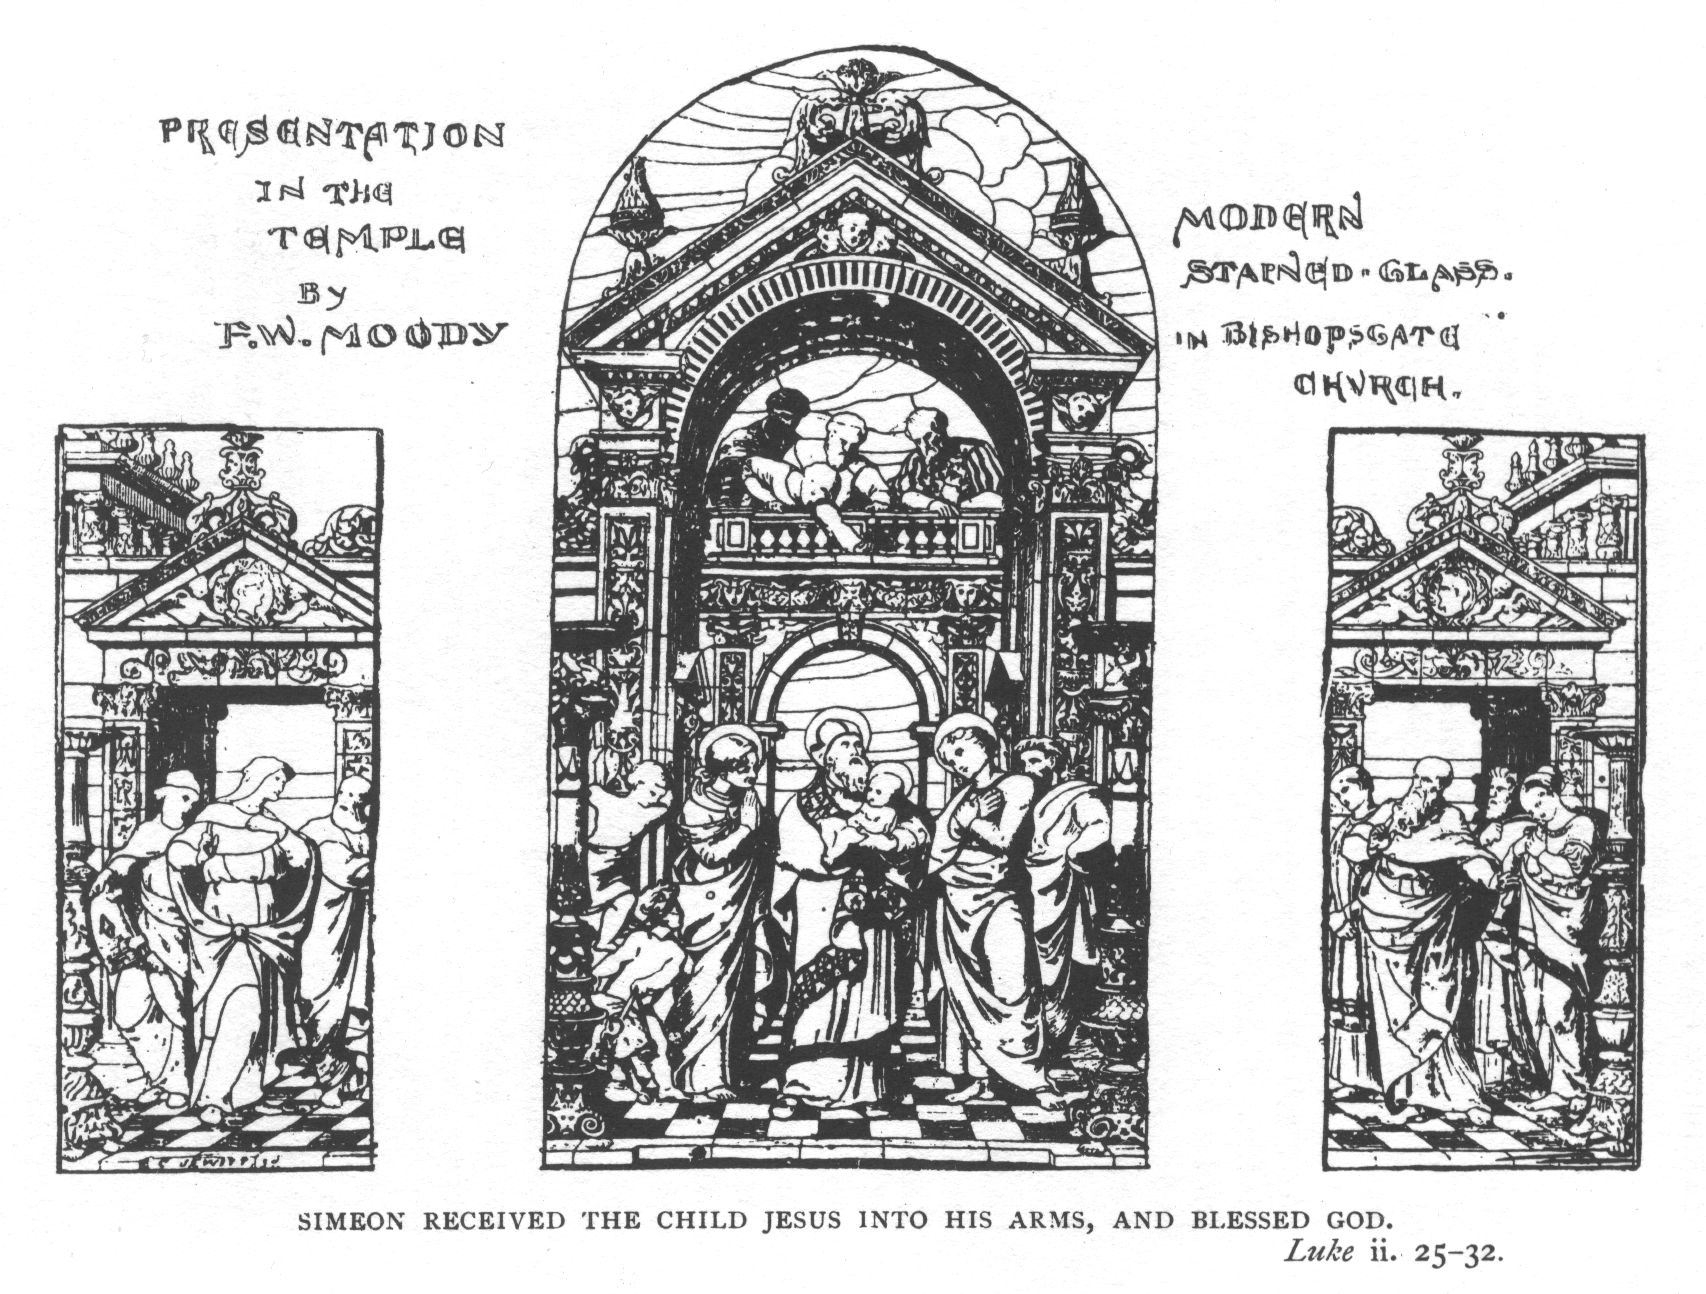 PRESENTATION
IN THE
TEMPLE
BY
F.W. MOODY
MODERN
STAINED-GLASS.
IN BISHOPSGATE
CHVRCH.
SIMEON RECEIVED THE CHILD JESUS INTO HIS ARMS, AND BLESSED GOD.
Luke ii. 25–32.